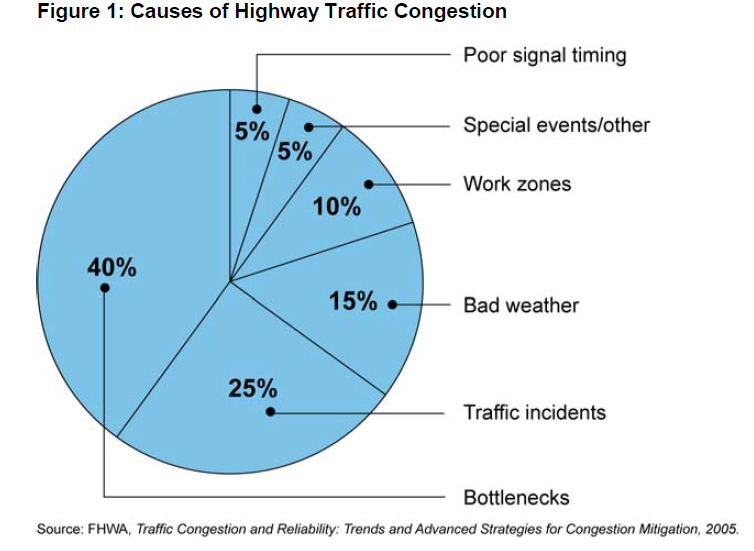 Figure 1: Causes of Highway Traffic Congestion
Poor signal timing
5%
Special events/other
5%
Work zones
10%
40%
15%
Bad weather
25%
Traffic incidents
Bottlenecks
Source: FHWA, Traffic Congestion and Reliability: Trends and Advanced Strategies for Congestion Mitigation, 2005.